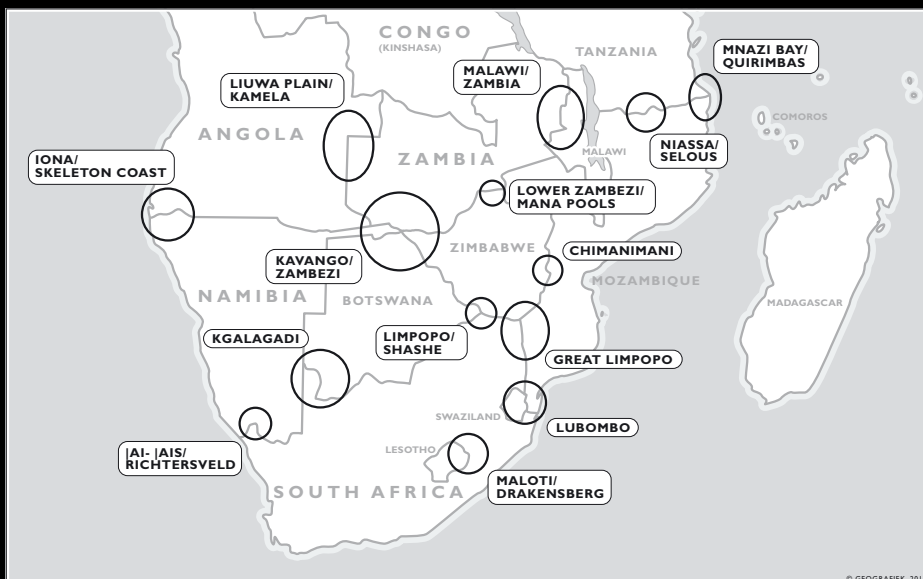 CONGO
(KINSHASA)
TANZANIA
MNAZI BAY/
QUIRIMBAS
MALAWI/
ZAMBIA
LIUWA PLAIN/
KAMELA
ANGOLA
COMOROS
NIASSA/
SELOUS
MALAWI
ZAMBIA
IONA/
SKELETON COAST
LOWER ZAMBEZI/
MANA POOLS
ZIMBABWE
CHIMANIMANI
KAVANGO/
ZAMBEZI
MOZAMBIQUE
NAMIBIA
BOTSWANA
MADAGASCAR
KGALAGADI
LIMPOPO/
SHASHE
GREAT LIMPOPO
SWAZILAND
LUBOMBO
|AI- |AIS/
RICHTERSVELD
LESOTHO
MALOTI/
DRAKENSBERG
SOUTH AFRICA
© GEOGRAFIEK,